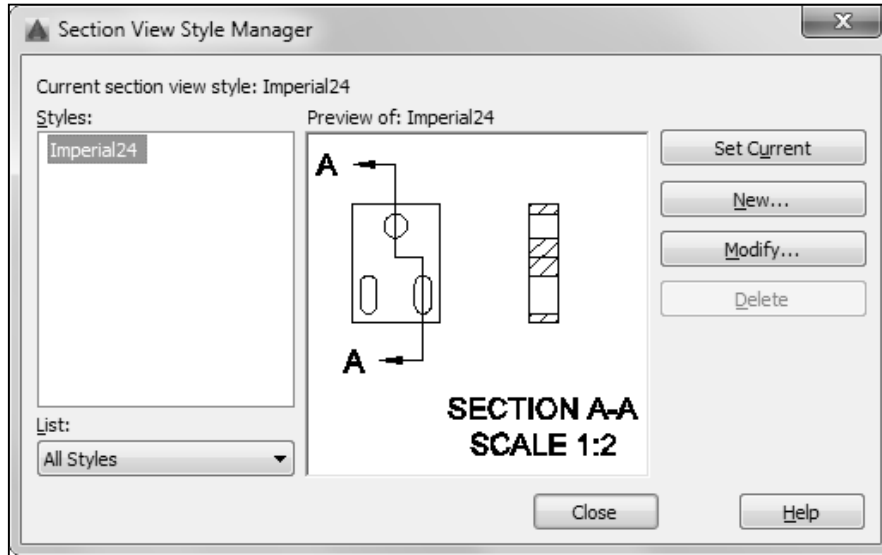 Section View Style Manager
x
Current section view style: Imperial24
Styles:
Preview of: Imperial24
Imperial24
A
A
SECTION A-A
SCALE 1:2
Set Current
New...
Modify...
Delete
List:
All Styles
Close
Help